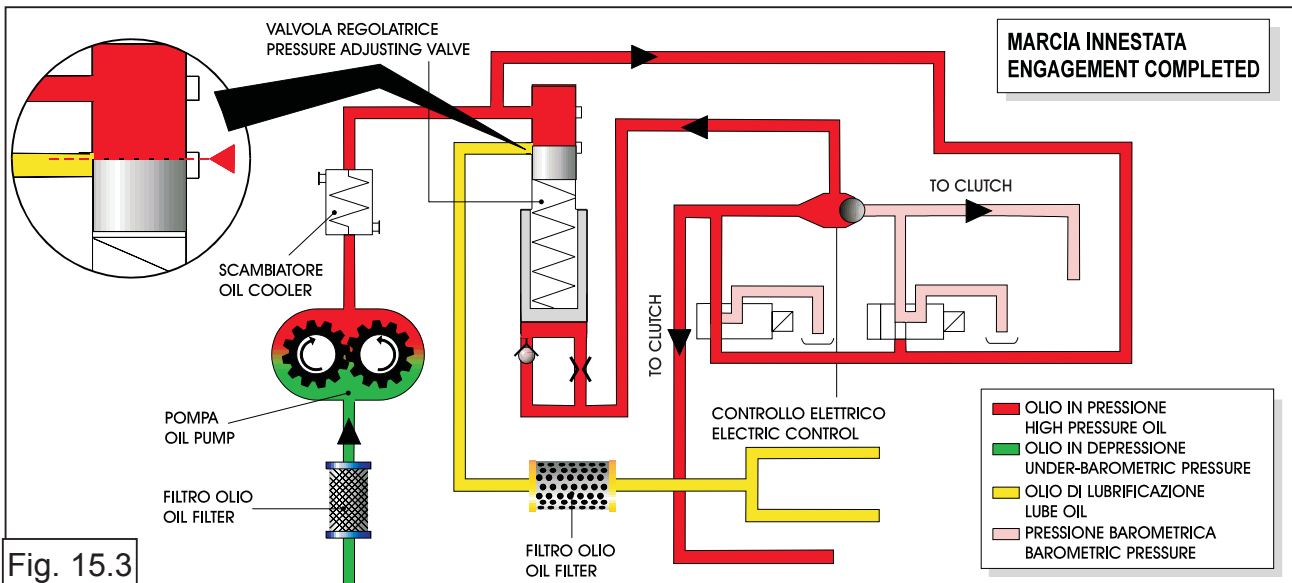 VALVOLA REGOLATRICE
PRESSURE ADJUSTING VALVE
MARCIA INNESTATA
ENGAGEMENT COMPLETED
TO CLUTCH
SCAMBIATORE
OIL COOLER
TO CLUTCH
POMPA
OIL PUMP
CONTROLLO ELETTRICO
ELECTRIC CONTROL
FILTRO OLIO
OIL FILTER
FILTRO OLIO
OIL FILTER
OLIO IN PRESSIONE
HIGH PRESSURE OIL
OLIO IN DEPRESSIONE
UNDER-BAROMETRIC PRESSURE
OLIO DI LUBRIFICAZIONE
LUBE OIL
PRESSIONE BAROMETRICA
BAROMETRIC PRESSURE
Fig. 15.3